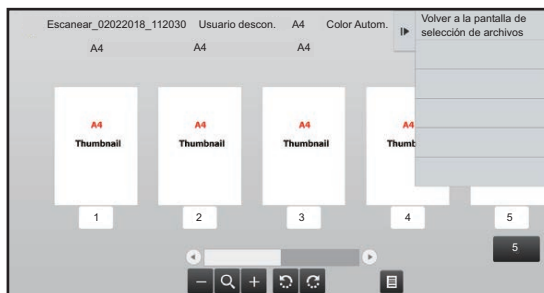 Escanear_02022018_112030 Usuario descon. A4 Color Autom.
Volver a la pantalla de
selección de archivos
A4 A4 A4
A4 A4 A4 A4
Thumbnail Thumbnail Thumbnail Thumb
1 2 3 4 5
5